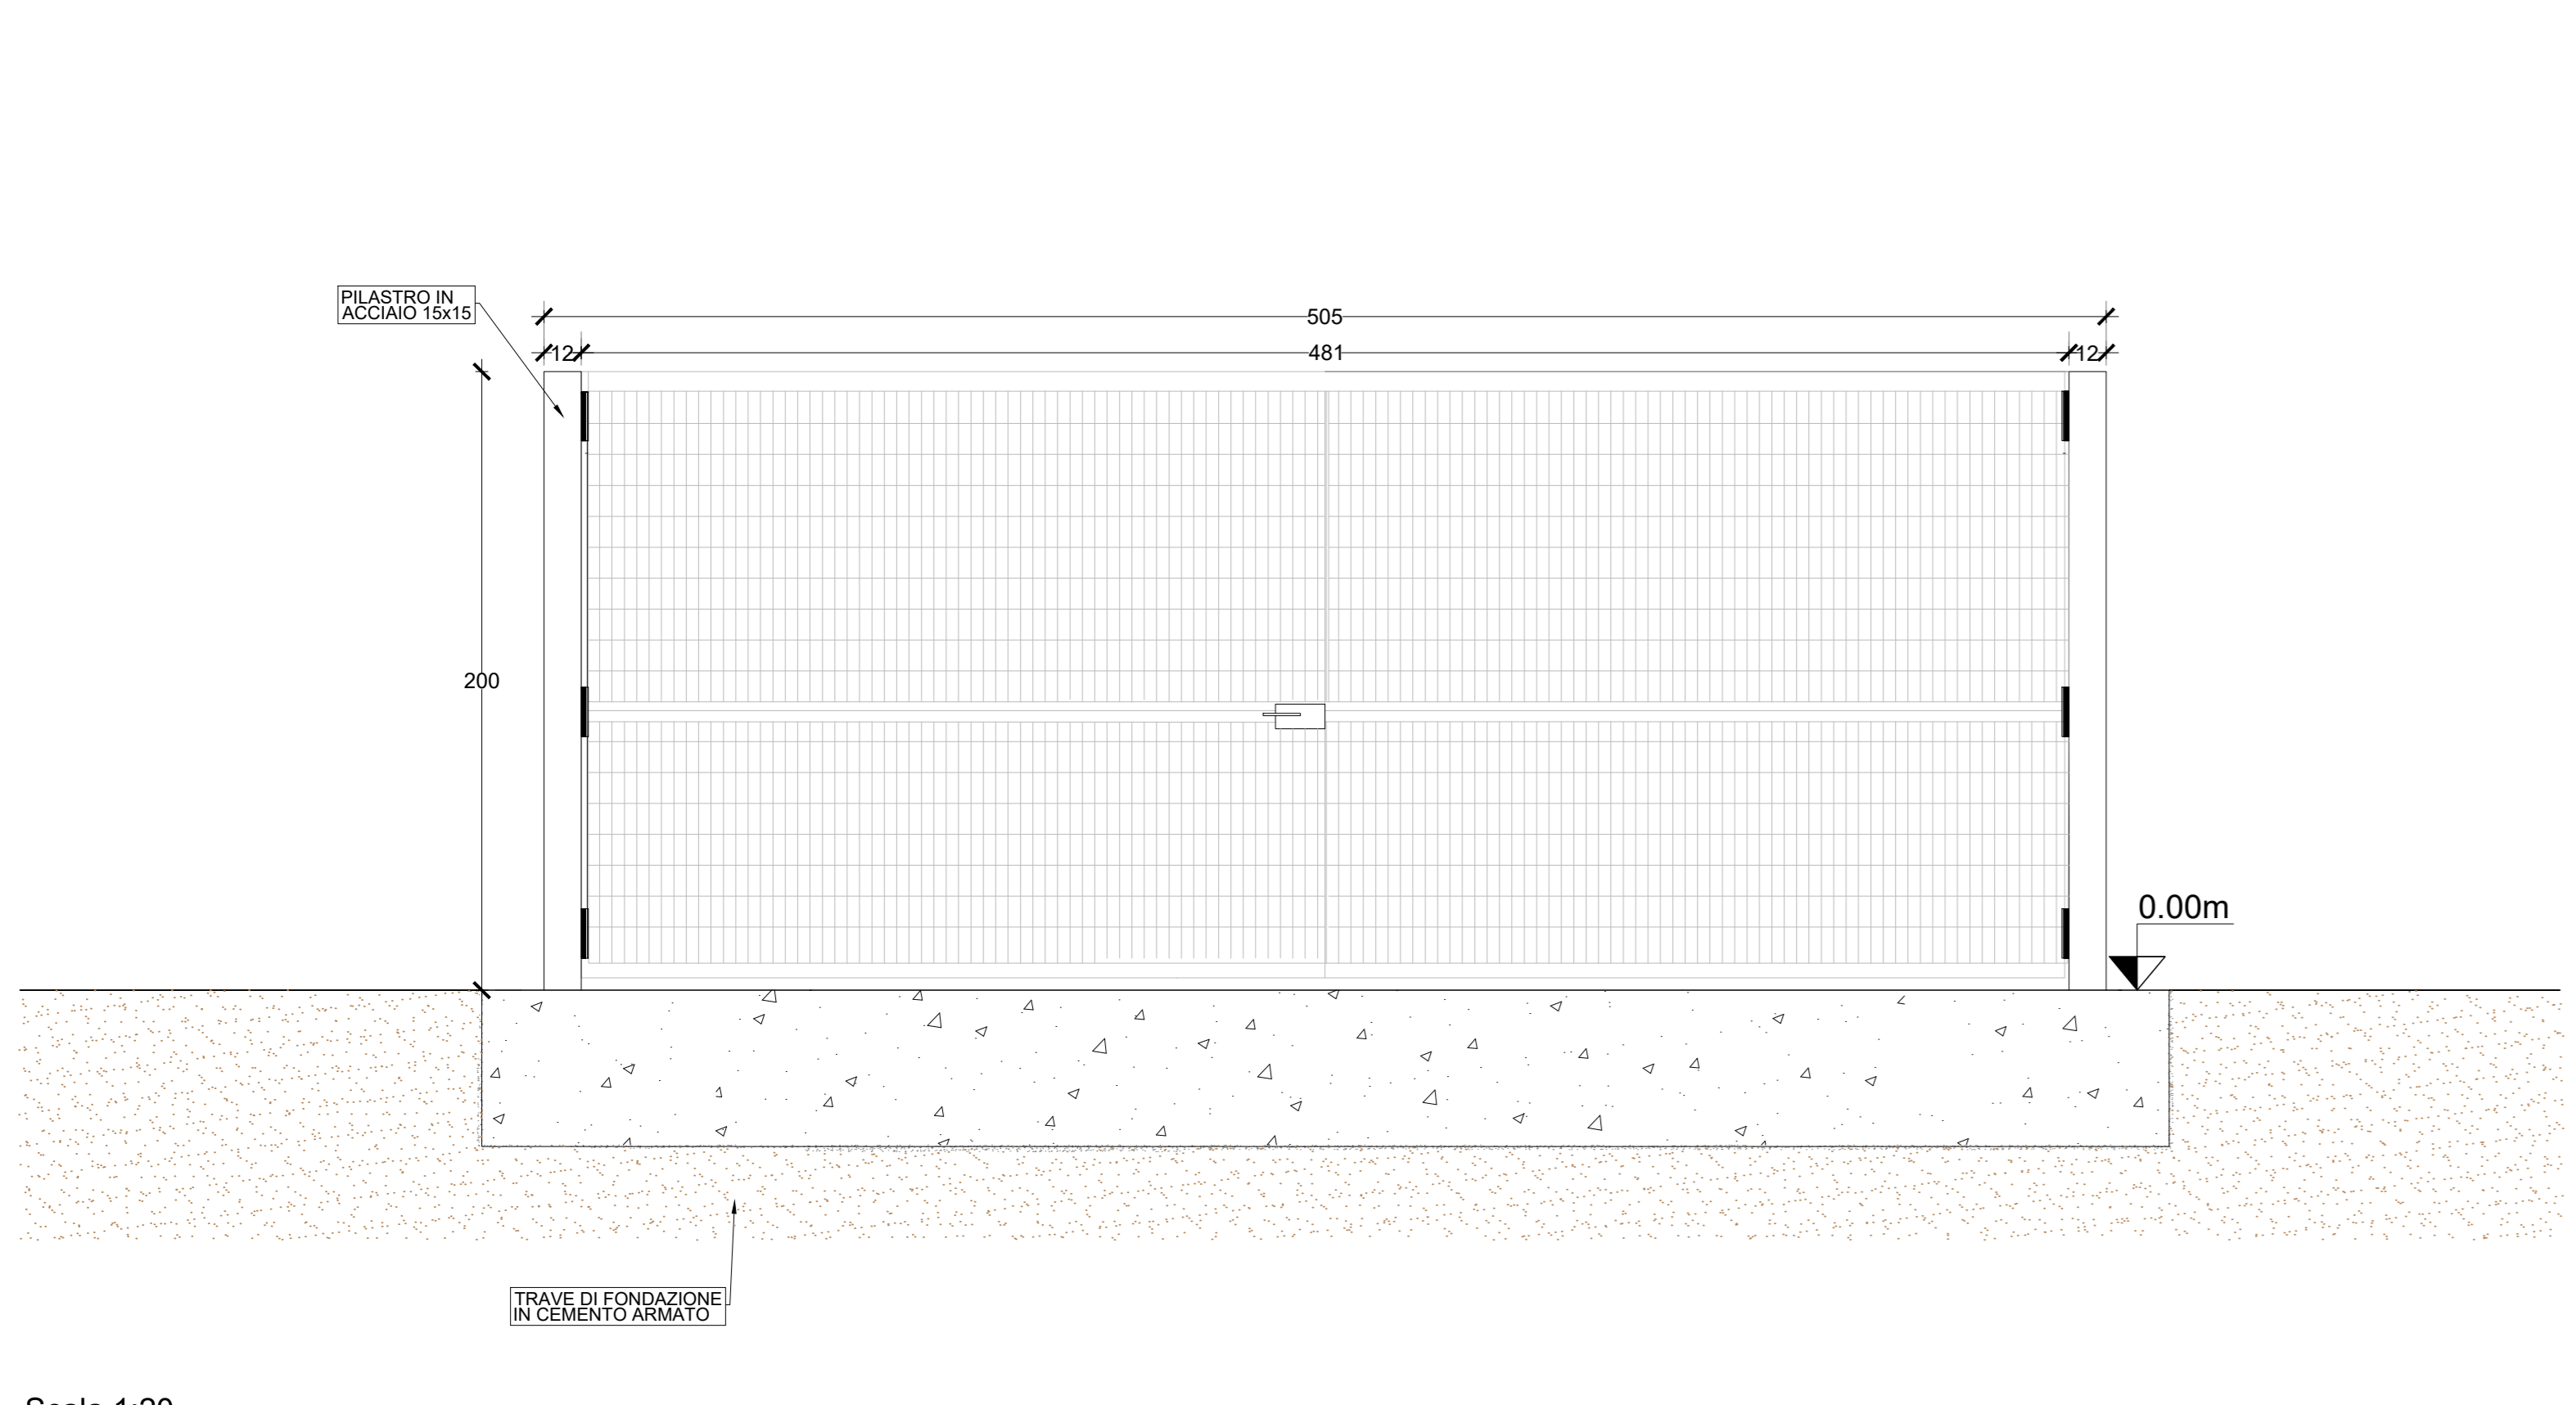 PILASTRO IN
ACCIAIO 15x15
505
12
481
12
200
0.00m
TRAVE DI FONDAZIONE
IN CEMENTO ARMATO